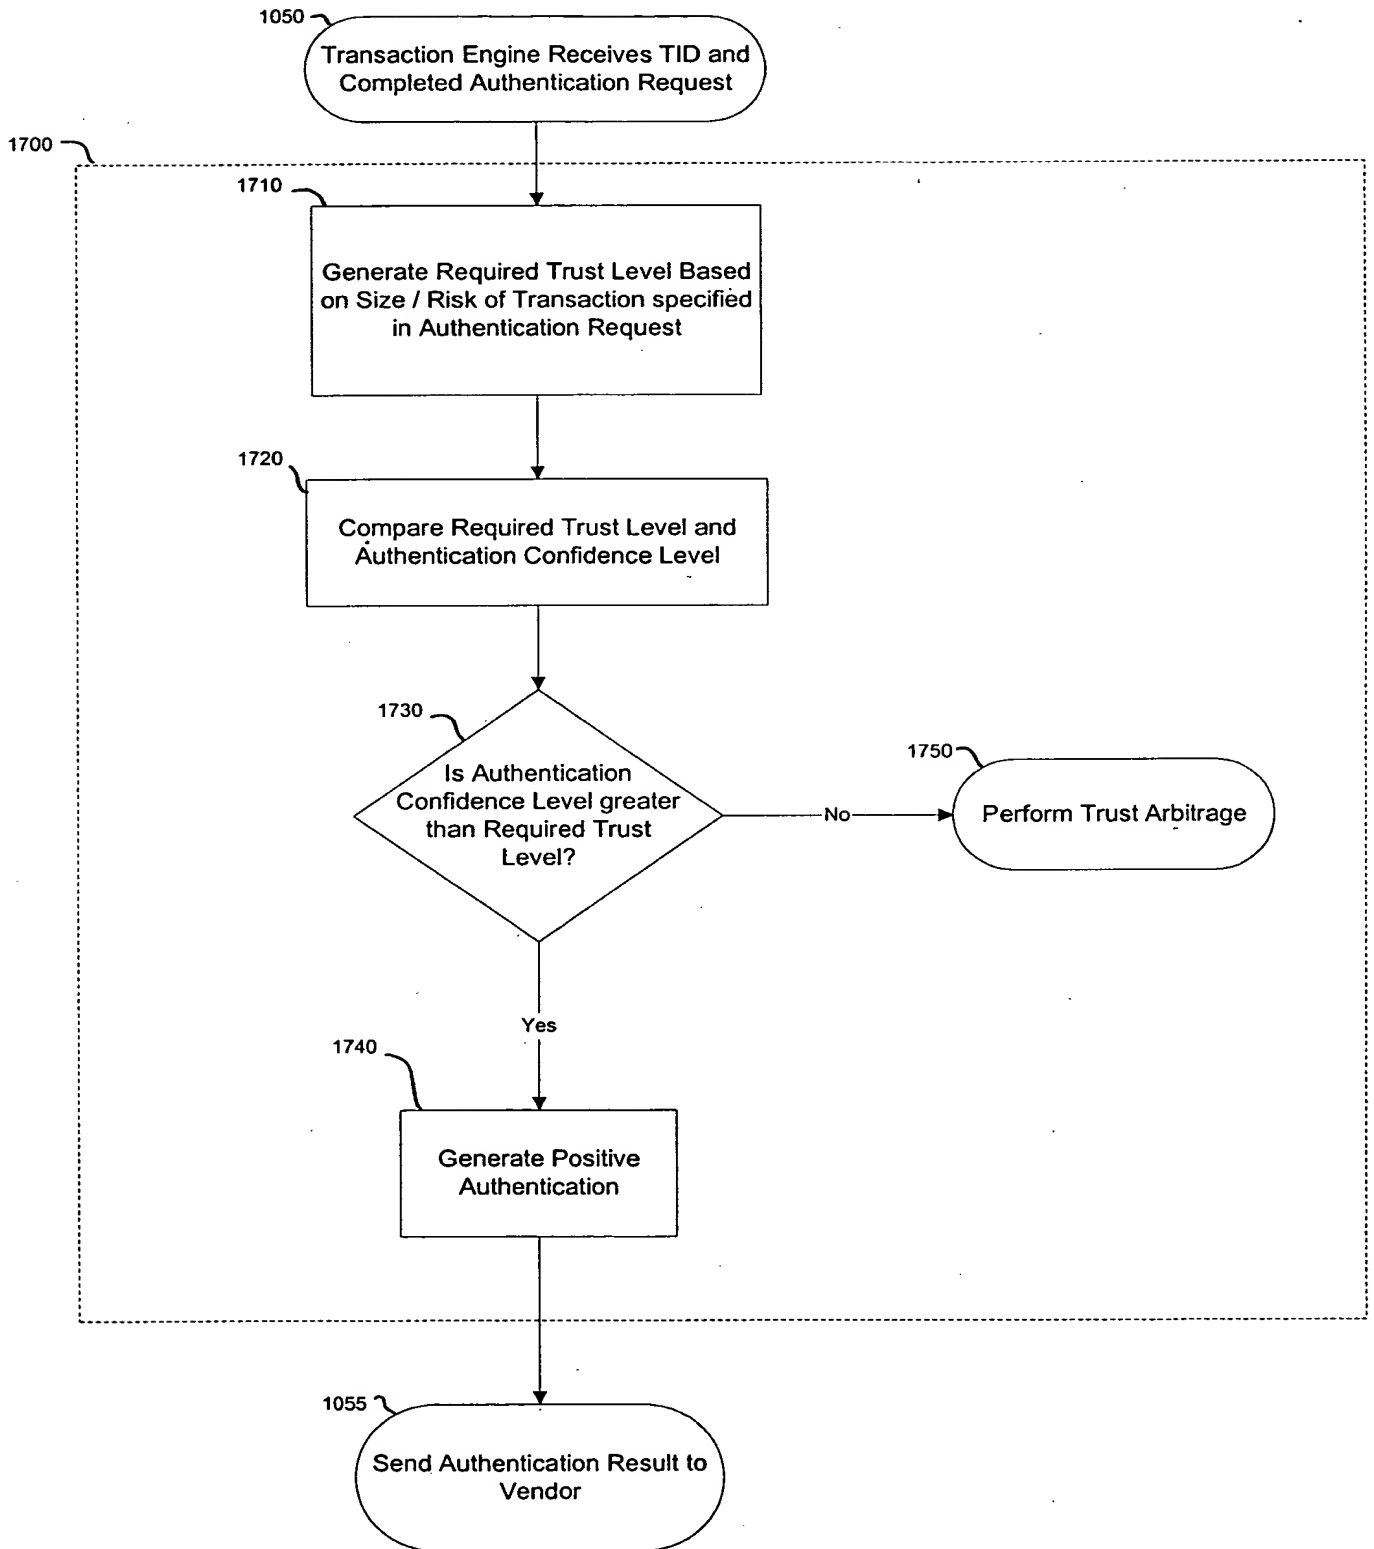 1050
Transaction Engine Receives TID and
Completed Authentication Request
1700
1710
Generate Required Trust Level Based
on Size / Risk of Transaction specified
in Authentication Request
1720
Compare Required Trust Level and
Authentication Confidence Level
1730
Is Authentication
Confidence Level greater
than Required Trust
Level?
No
1750
Perform Trust Arbitrage
Yes
1740
Generate Positive
Authentication
1055
Send Authentication Result to
Vendor